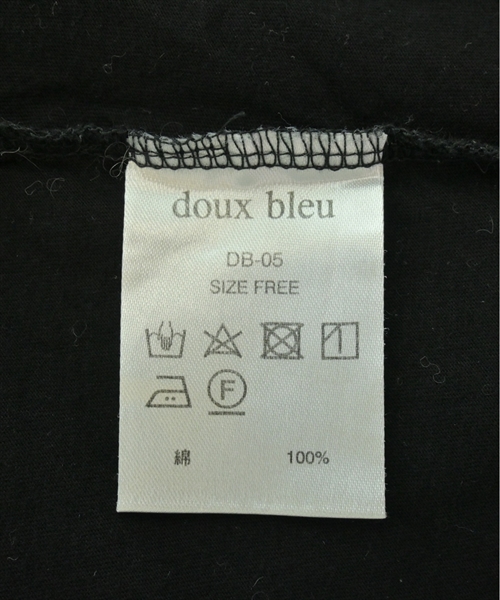 doux bleu
DB-05
SIZE FREE
F
綿 100%